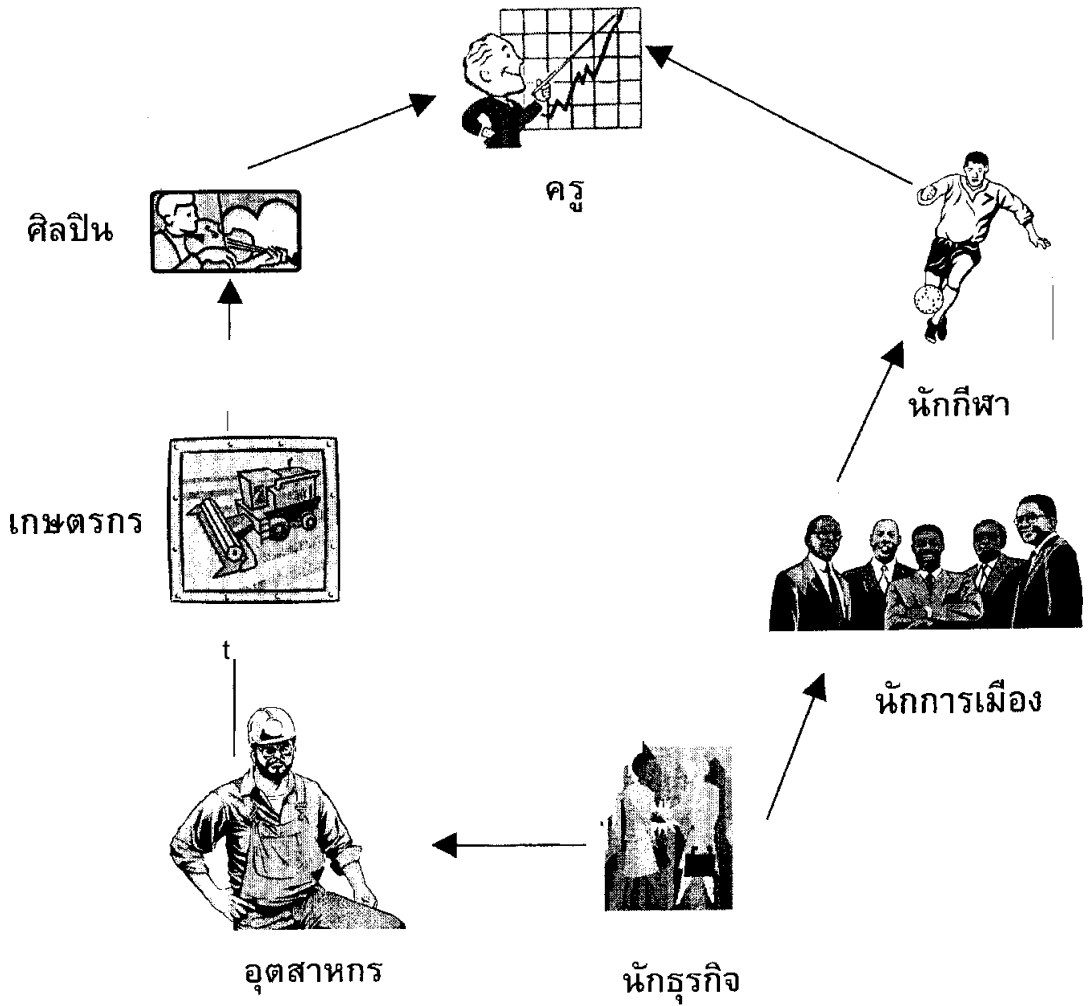 ครู
ศิลปิน
นักกีฬา
เกษตรกร
t
นักการเมือง
อุตสาหกร
นักธุรกิจ